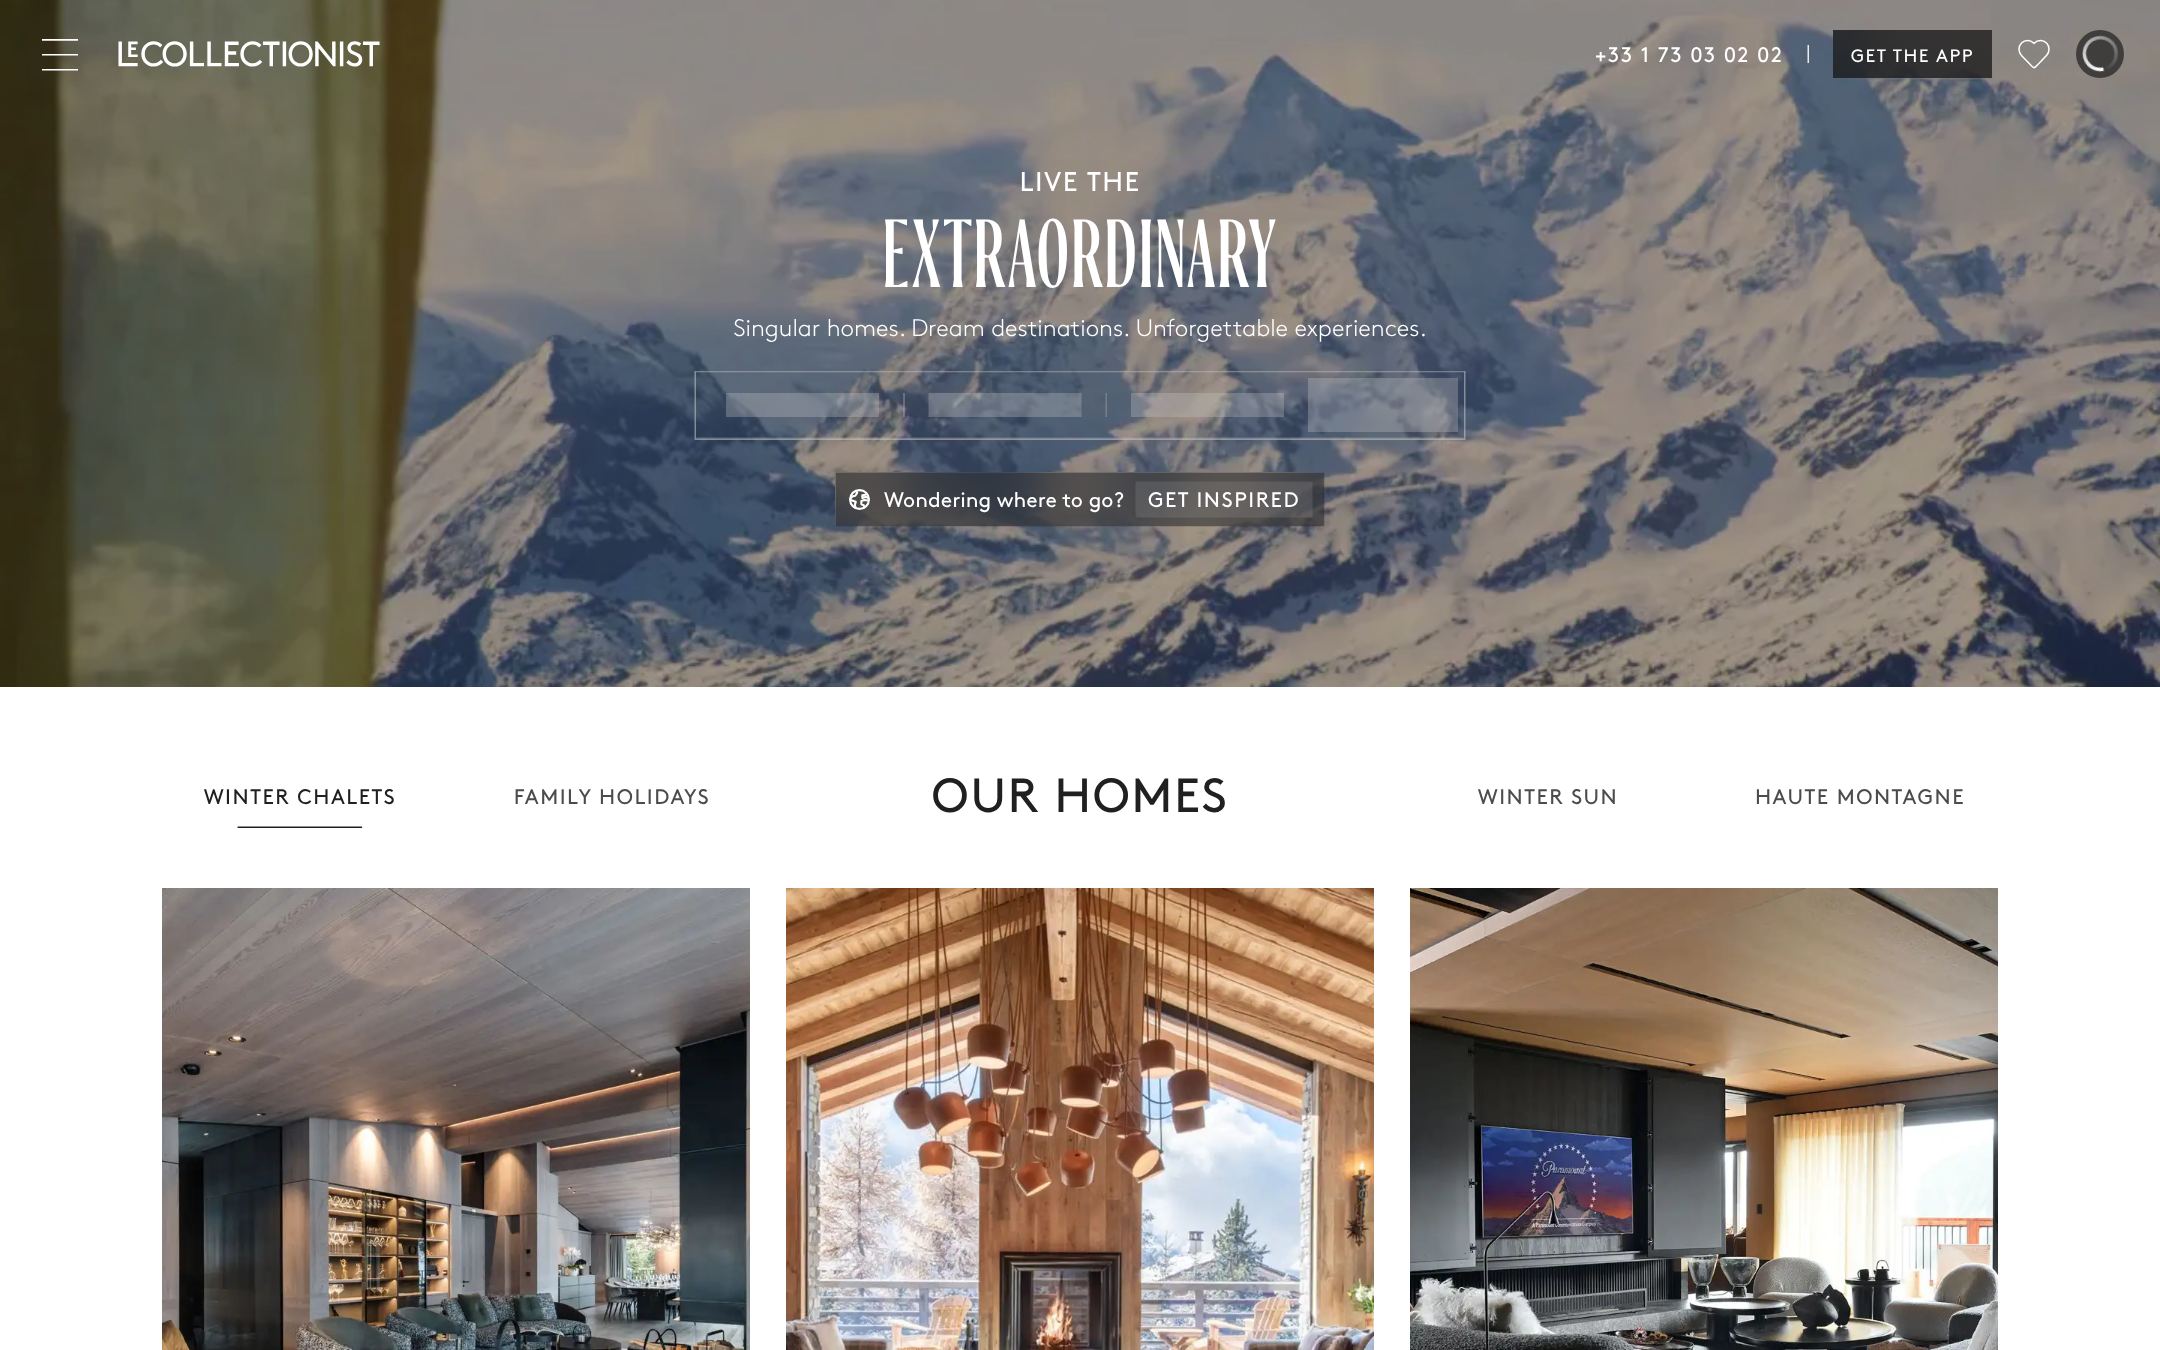 LECOLLECTIONIST
+33 1 73 03 02 02
GET THE APP
LIVE THE
EXTRAORDINARY
Singular homes. Dream destinations. Unforgettable experiences.
Wondering where to go? GET INSPIRED
WINTER CHALETS
FAMILY HOLIDAYS
OUR HOMES
WINTER SUN
HAUTE MONTAGNE
Paramount